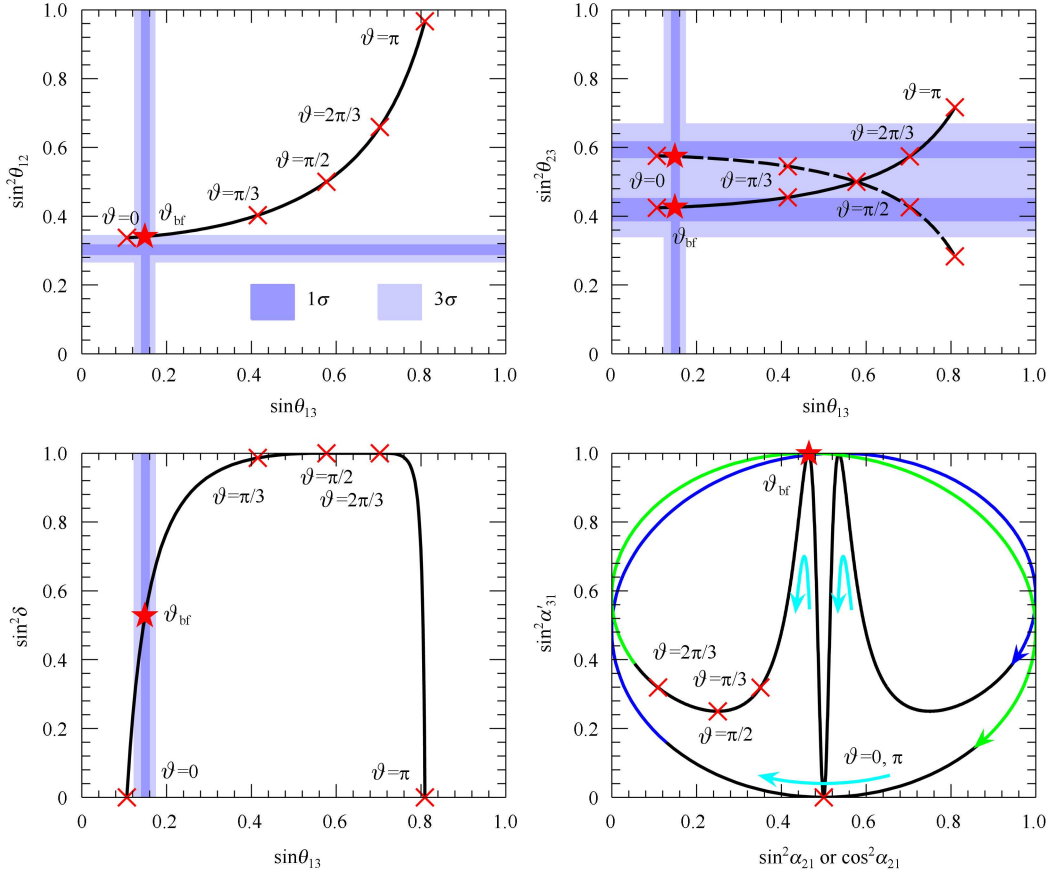 1.0
0.8
0.6
0.4
0.2
0
sin²θ₁₂
ϑ=π
ϑ=2π/3
ϑ=π/2
ϑ=π/3
ϑ=0
ϑbf
1σ
3σ
0 0.2 0.4 0.6 0.8 1.0
sinθ₁₃
1.0
0.8
0.6
0.4
0.2
0
sin²θ₂₃
ϑ=π
ϑ=2π/3
ϑ=0
ϑ=π/3
ϑ=π/2
ϑbf
0 0.2 0.4 0.6 0.8 1.0
sinθ₁₃
1.0
0.8
0.6
0.4
0.2
0
sin²δ
ϑ=π/3
ϑ=π/2
ϑ=2π/3
ϑbf
ϑ=0
ϑ=π
0 0.2 0.4 0.6 0.8 1.0
sinθ₁₃
1.0
0.8
0.6
0.4
0.2
0
sin²α′₃₁
ϑbf
ϑ=2π/3
ϑ=π/3
ϑ=π/2
ϑ=0, π
0 0.2 0.4 0.6 0.8 1.0
sin²α₂₁ or cos²α₂₁